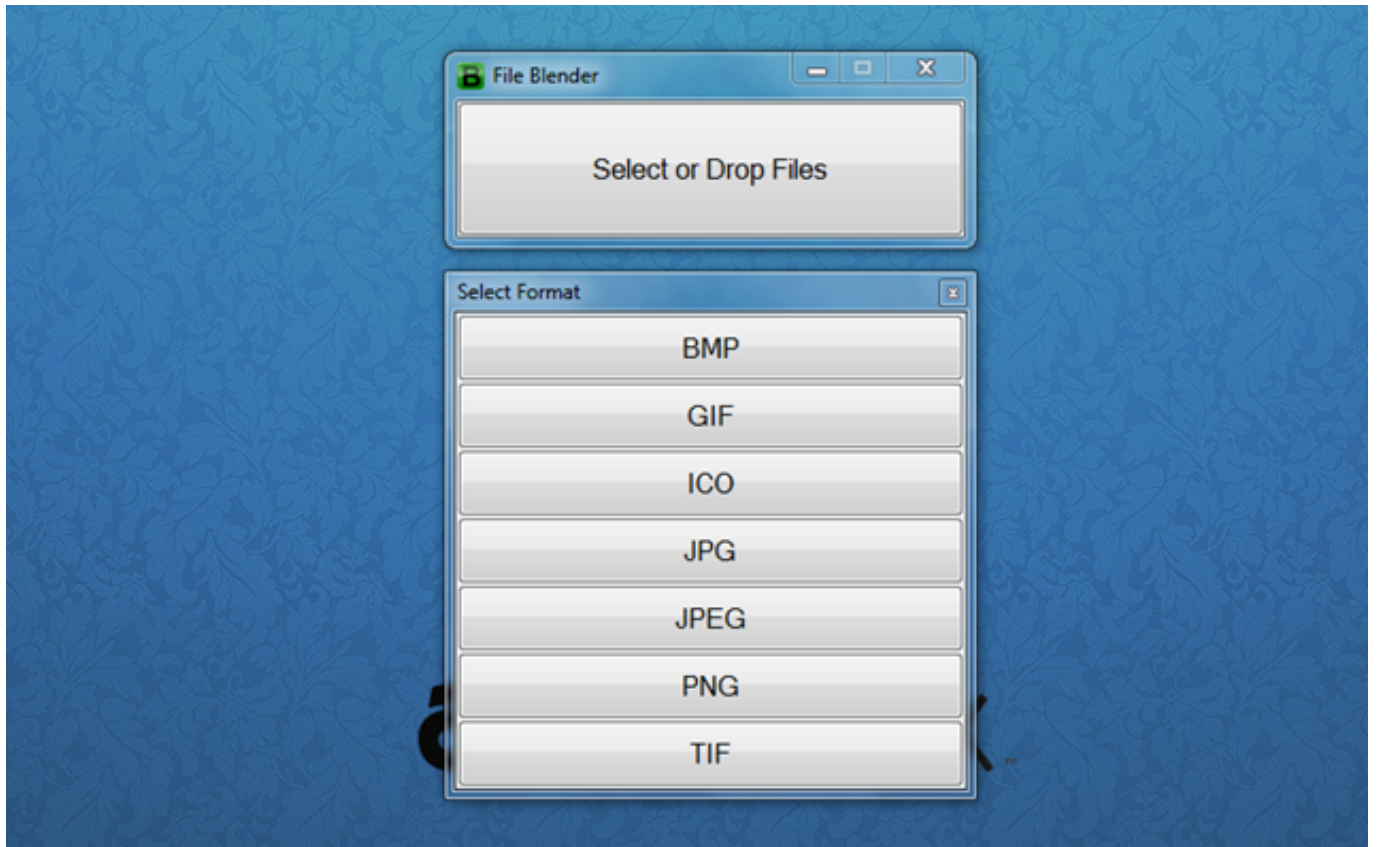 File Blender
Select or Drop Files
Select Format
BMP
GIF
ICO
JPG
JPEG
PNG
TIF